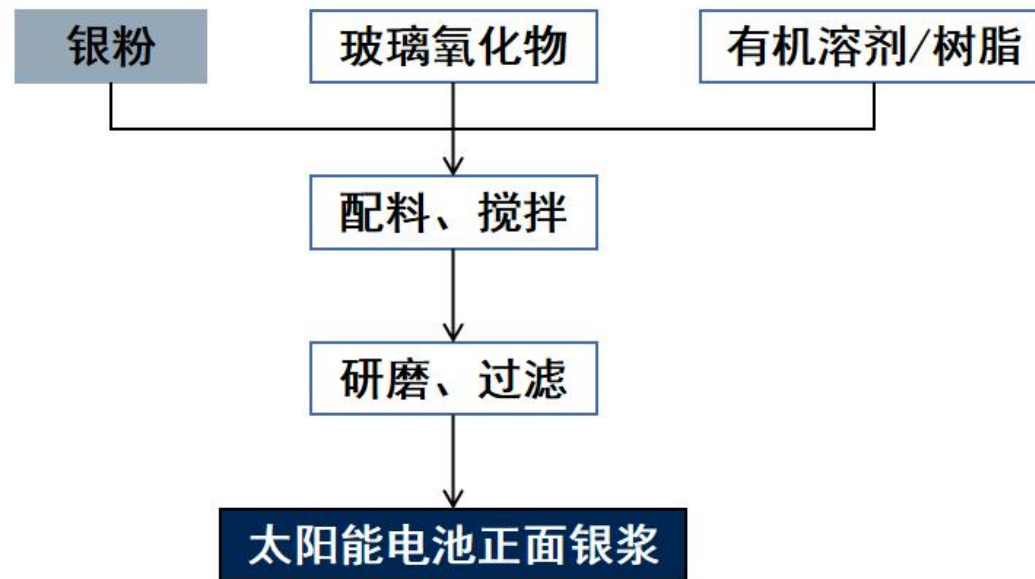 银粉
玻璃氧化物
有机溶剂/树脂
配料、搅拌
研磨、过滤
太阳能电池正面银浆